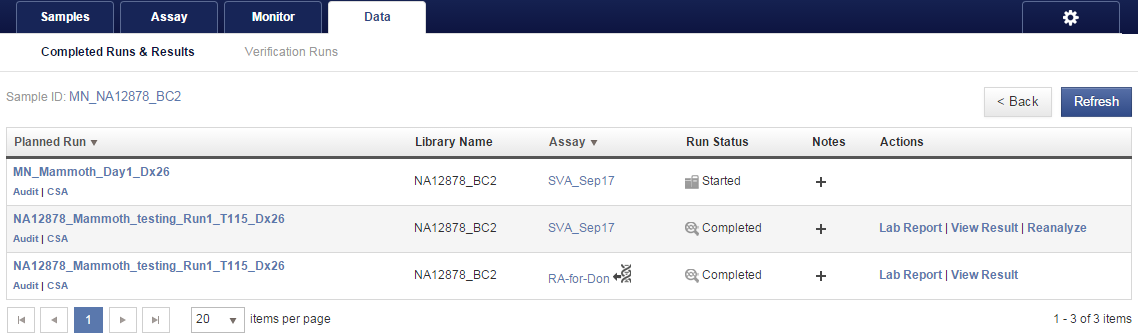 Samples Assay Monitor Data
Completed Runs & Results Verification Runs
Sample ID: MN_NA12878_BC2
< Back Refresh
Planned Run Library Name Assay Run Status Notes Actions
MN_Mammoth_Day1_Dx26
NA12878_BC2 SVA_Sep17 Started +
Audit | CSA
NA12878_Mammoth_testing_Run1_T115_Dx26
NA12878_BC2 SVA_Sep17 Completed + Lab Report | View Result | Reanalyze
Audit | CSA
NA12878_Mammoth_testing_Run1_T115_Dx26
NA12878_BC2 RA-for-Don Completed + Lab Report | View Result
Audit | CSA
1 20 items per page 1 - 3 of 3 items